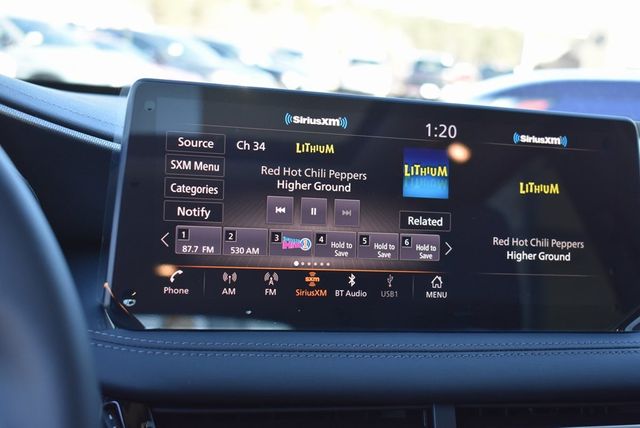 SiriusXM
1:20
SiriusXM
Source
Ch 34
LITHIUM
SXM Menu
Red Hot Chili Peppers
Higher Ground
LITHIUM
LITHIUM
Categories
Notify
Related
Red Hot Chili Peppers
Higher Ground
1
87.7 FM
2
530 AM
3
4
Hold to
Save
5
Hold to
Save
6
Hold to
Save
Phone
AM
FM
sxm
SiriusXM
BT Audio
USB1
MENU